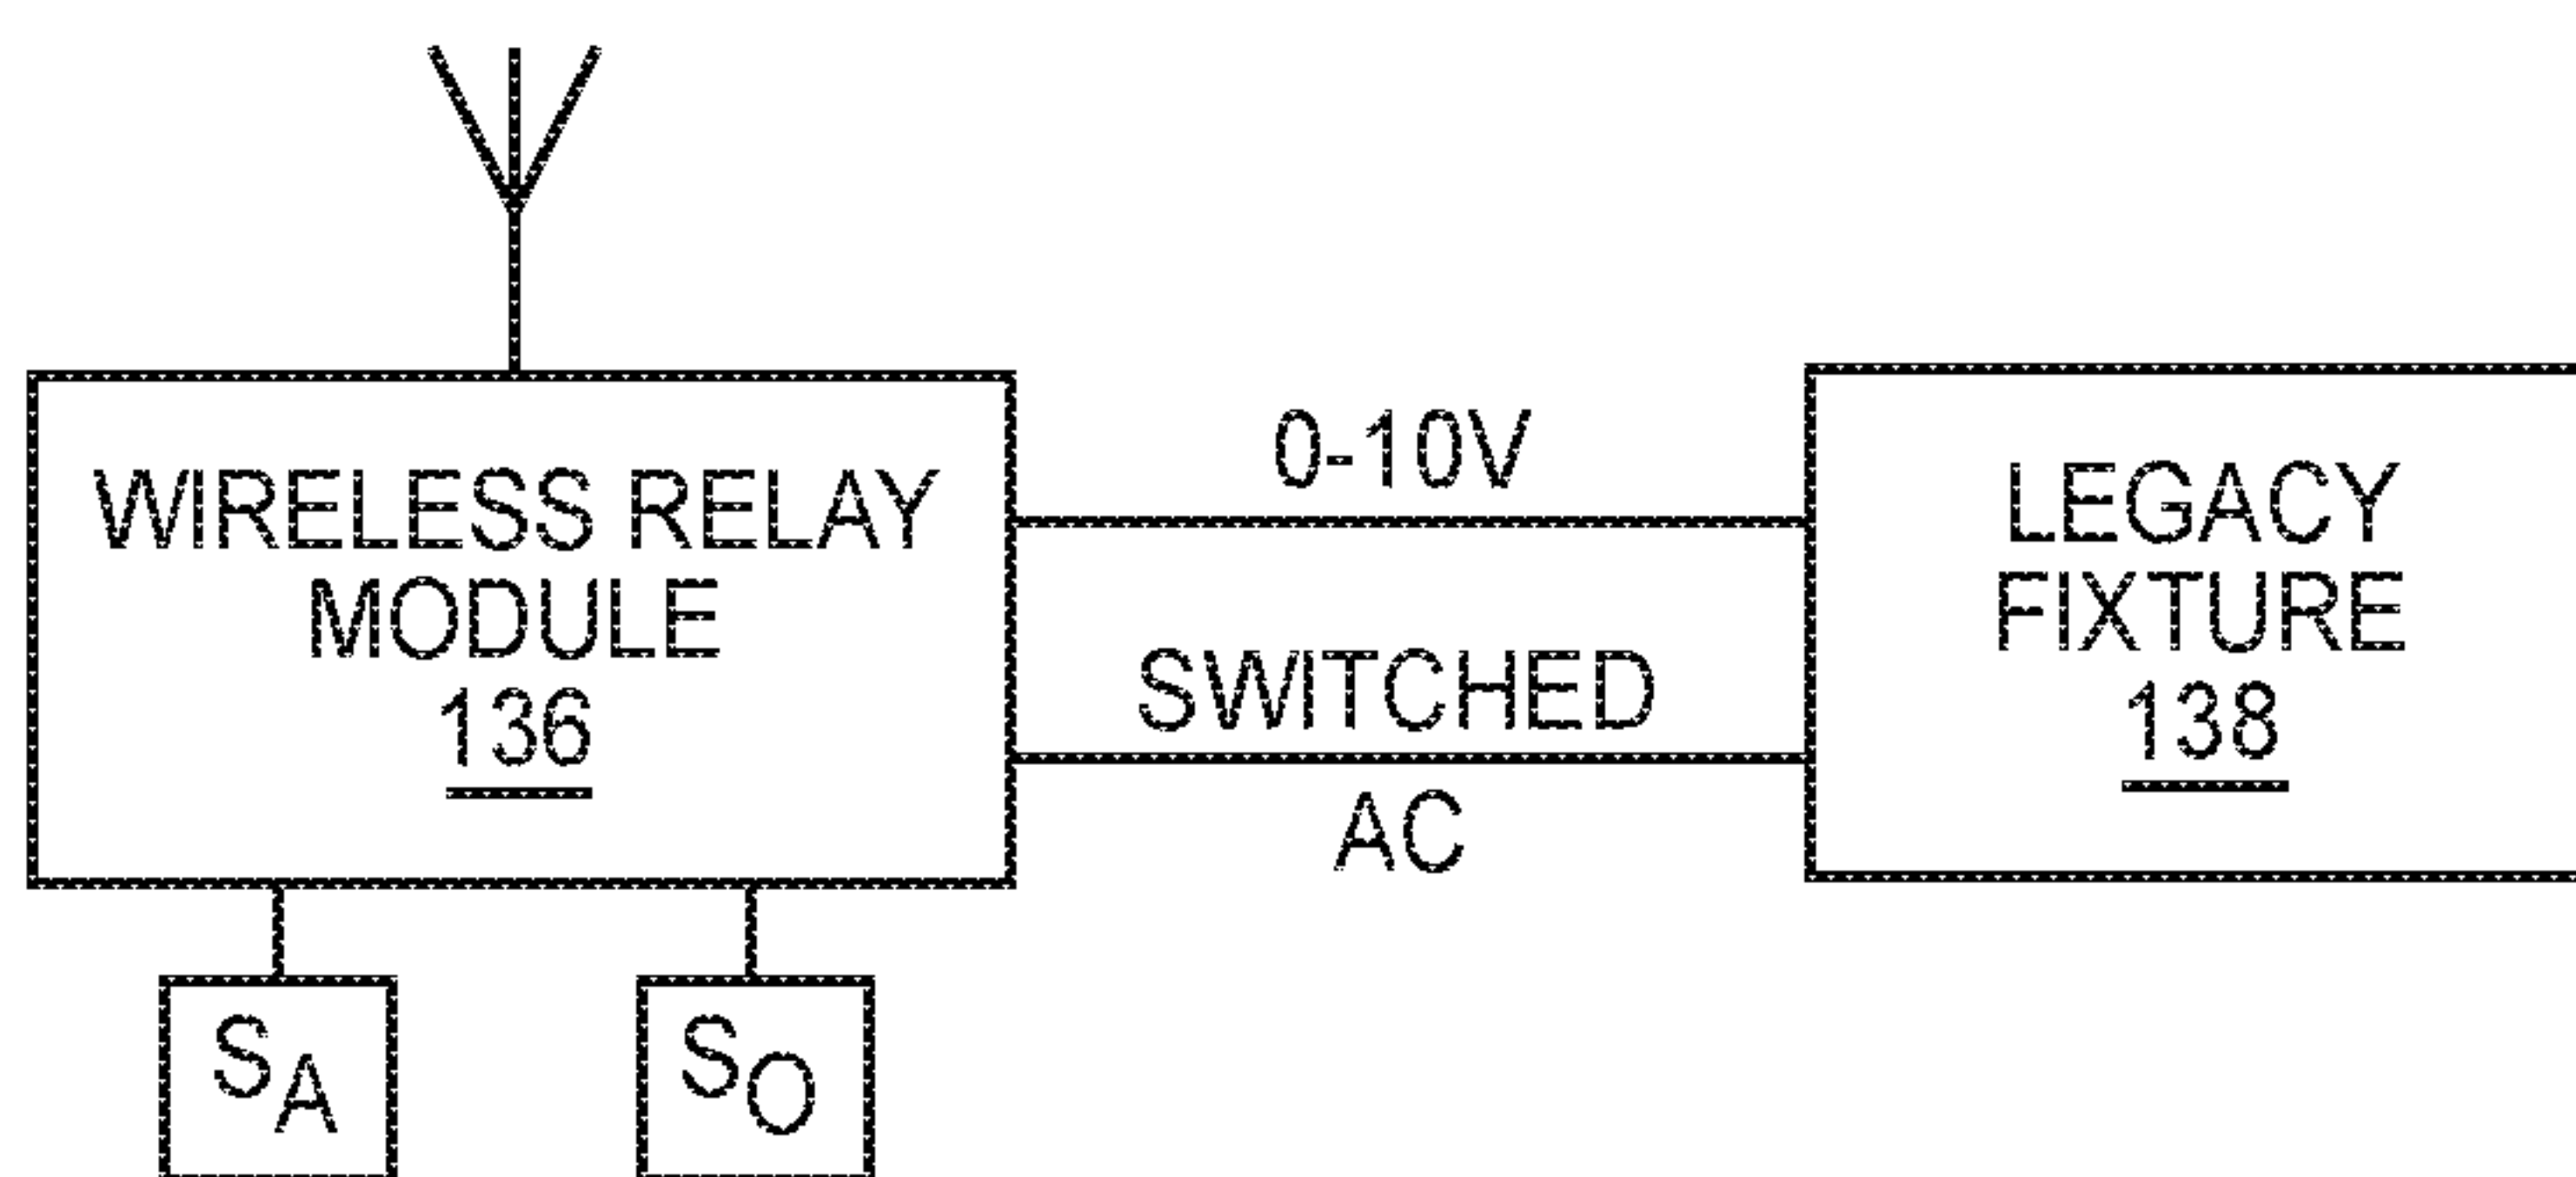 WIRELESS RELAY
MODULE
136
0-10V
SWITCHED
AC
LEGACY
FIXTURE
138
SA
SO